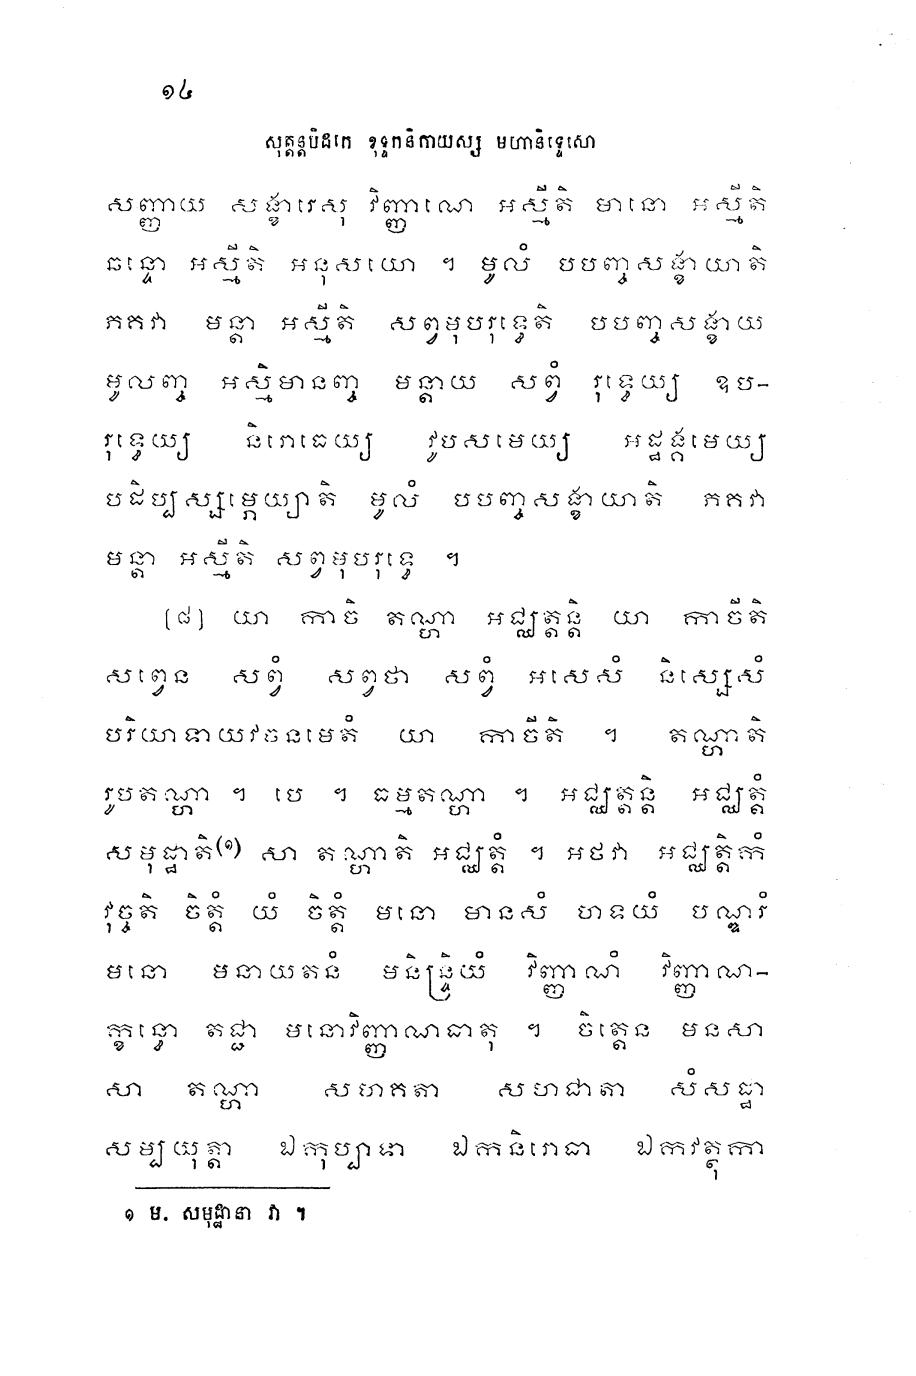 ១៤
សុត្តន្តបិដកេ ខុទ្ទកនិកាយស្ស មហានិទ្ទេសោ
សញ្ញាយ សង្ខារេសុ វិញ្ញាណេ អស្មីតិ មានោ អស្មីតិ
ឆន្ទោ អស្មីតិ អនុសយោ ។ មូលំ បបញ្ចសង្ខាយាតិ
ភគវា មន្តា អស្មីតិ សព្វមុបរុទ្ធេតិ បបញ្ចសង្ខាយ
មូលញ្ច អស្មិមានញ្ច មន្តាយ សព្វំ រុទ្ធេយ្យ ឧប-
រុទ្ធេយ្យ និរោធេយ្យ វូបសមេយ្យ អដ្ឋង្គមេយ្យ
បដិប្បស្សម្ភេយ្យាតិ មូលំ បបញ្ចសង្ខាយាតិ ភគវា
មន្តា អស្មីតិ សព្វមុបរុទ្ធេ ។
[៨] យា កាចិ តណ្ហា អជ្ឈត្តន្តិ យា កាចីតិ
សព្វេន សព្វំ សព្វថា សព្វំ អសេសំ និស្សេសំ
បរិយាទាយវចនមេតំ យា កាចីតិ ។ តណ្ហាតិ
រូបតណ្ហា ។ បេ ។ ធម្មតណ្ហា ។ អជ្ឈត្តន្តិ អជ្ឈត្តំ
សមុដ្ឋាតិ(១) សា តណ្ហាតិ អជ្ឈត្តំ ។ អថវា អជ្ឈត្តិកំ
វុច្ចតិ ចិត្តំ យំ ចិត្តំ មនោ មានសំ ហទយំ បណ្ឌរំ
មនោ មនាយតនំ មនិន្ទ្រិយំ វិញ្ញាណំ វិញ្ញាណ-
ក្ខន្ធោ តជ្ជា មនោវិញ្ញាណធាតុ ។ ចិត្តេន មនសា
សា តណ្ហា សហគតា សហជាតា សំសដ្ឋា
សម្បយុត្តា ឯកុប្បាទា ឯកនិរោធា ឯកវត្ថុកា
១ ម. សមុដ្ឋានា វា ។